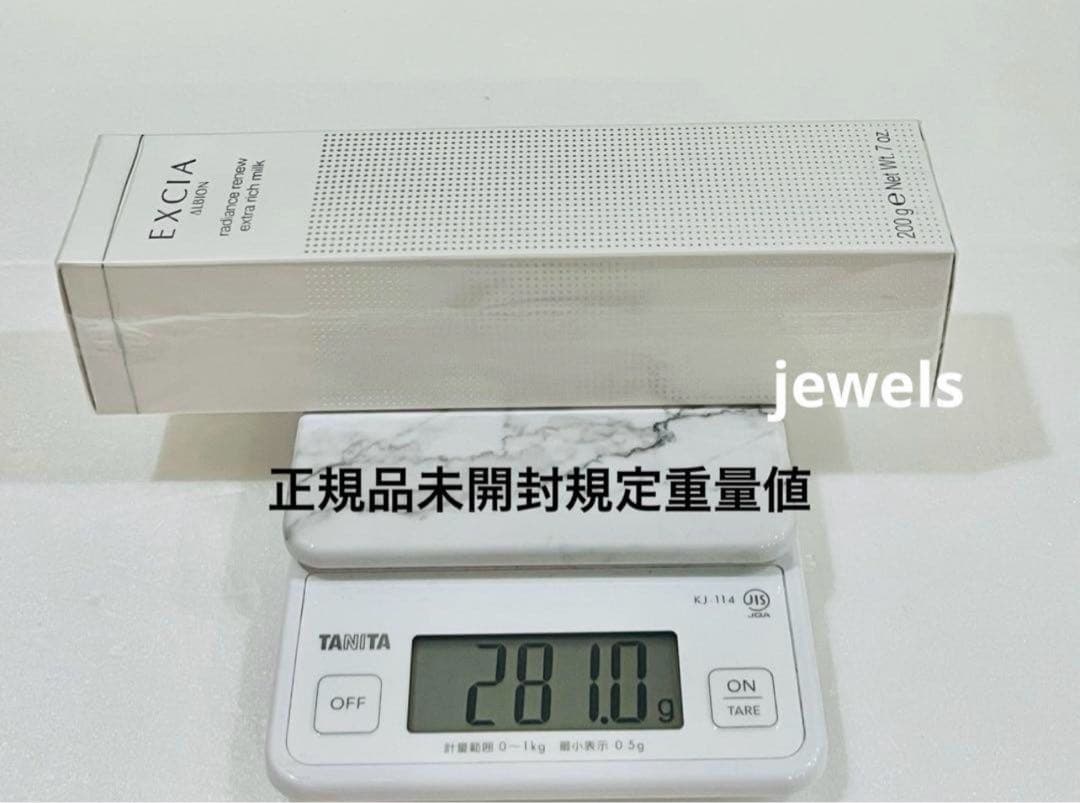 EXCIA
ALBION
radiance renew
extra rich milk
200 g e Net Wt. 7 oz.
jewels
正規品未開封規定重量値
KJ-114 JIS
JQA
TANITA
281.0g
OFF
ON
TARE
計量範囲 0～1kg 最小表示 0.5g